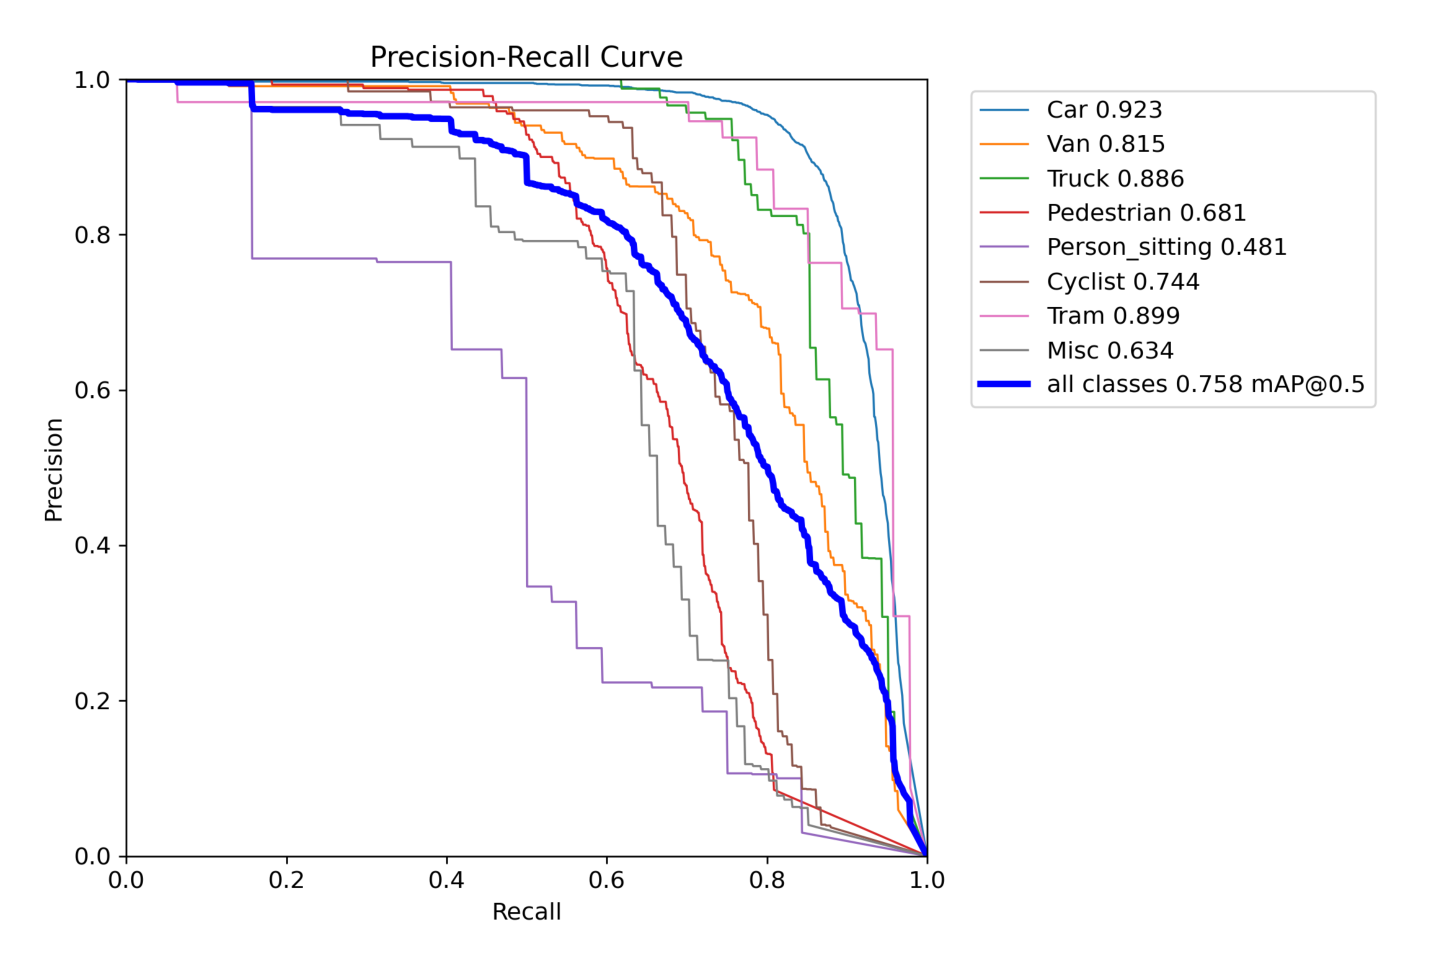 Precision-Recall Curve
1.0
0.8
0.6
0.4
0.2
0.0
Precision
0.0 0.2 0.4 0.6 0.8 1.0
Recall
Car 0.923
Van 0.815
Truck 0.886
Pedestrian 0.681
Person_sitting 0.481
Cyclist 0.744
Tram 0.899
Misc 0.634
all classes 0.758 mAP@0.5